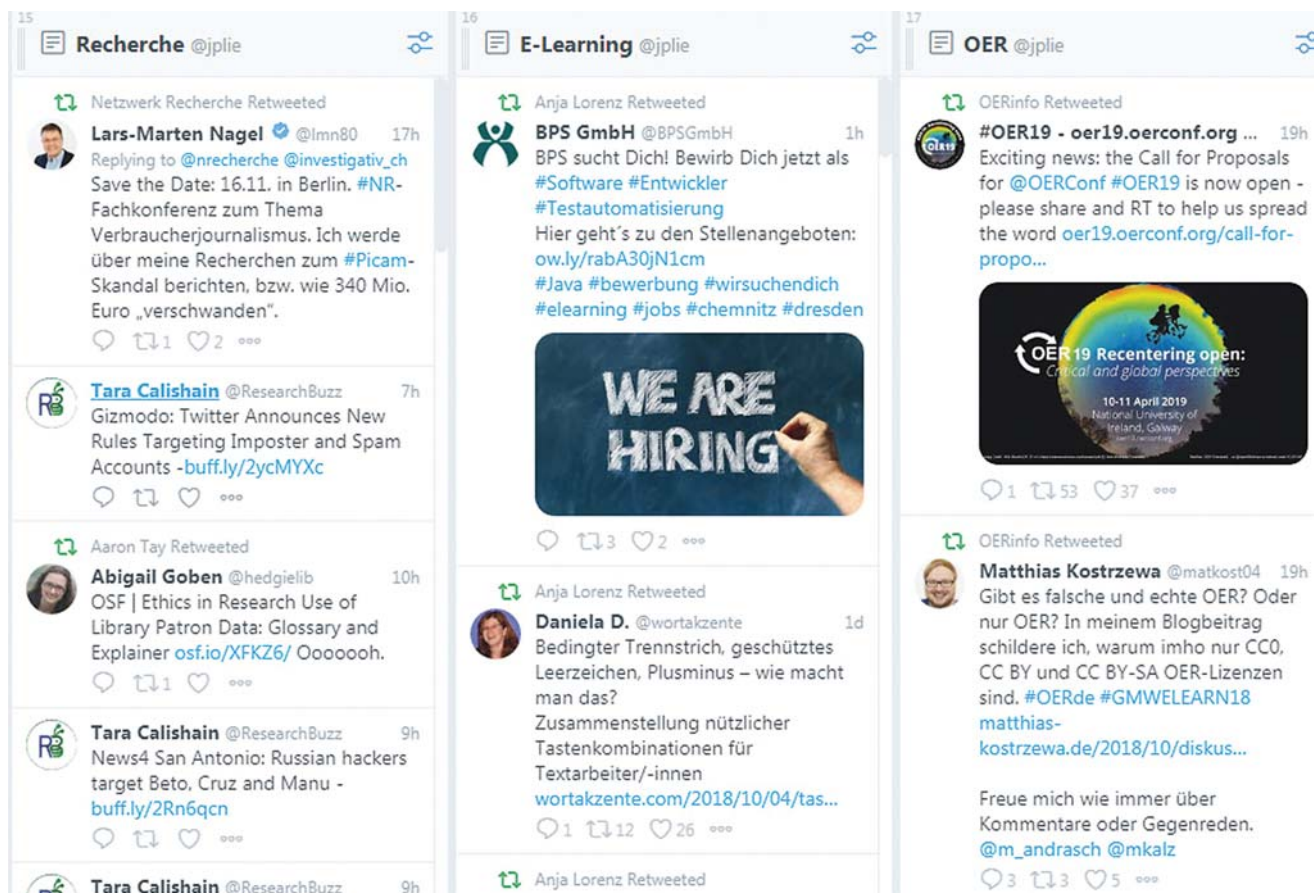 15
Recherche @jplie
Netzwerk Recherche Retweeted
Lars-Marten Nagel @lmn80 17h
Replying to @nrecherche @investigativ_ch
Save the Date: 16.11. in Berlin. #NR-
Fachkonferenz zum Thema
Verbraucherjournalismus. Ich werde
über meine Recherchen zum #Picam-
Skandal berichten, bzw. wie 340 Mio.
Euro „verschwanden“.
1 2
Tara Calishain @ResearchBuzz 7h
Gizmodo: Twitter Announces New
Rules Targeting Imposter and Spam
Accounts -buff.ly/2ycMYXc
Aaron Tay Retweeted
Abigail Goben @hedgielib 10h
OSF | Ethics in Research Use of
Library Patron Data: Glossary and
Explainer osf.io/XFKZ6/ Ooooooh.
1
Tara Calishain @ResearchBuzz 9h
News4 San Antonio: Russian hackers
target Beto, Cruz and Manu -
buff.ly/2Rn6qcn
Tara Calishain @ResearchBuzz 9h
16
E-Learning @jplie
Anja Lorenz Retweeted
BPS GmbH @BPSGmbH 1h
BPS sucht Dich! Bewirb Dich jetzt als
#Software #Entwickler
#Testautomatisierung
Hier geht´s zu den Stellenangeboten:
ow.ly/rabA30jN1cm
#Java #bewerbung #wirsuchendich
#elearning #jobs #chemnitz #dresden
WE ARE
HIRING
3 2
Anja Lorenz Retweeted
Daniela D. @wortakzente 1d
Bedingter Trennstrich, geschütztes
Leerzeichen, Plusminus – wie macht
man das?
Zusammenstellung nützlicher
Tastenkombinationen für
Textarbeiter/-innen
wortakzente.com/2018/10/04/tas...
1 12 26
Anja Lorenz Retweeted
17
OER @jplie
OERinfo Retweeted
#OER19 - oer19.oerconf.org ... 19h
Exciting news: the Call for Proposals
for @OERConf #OER19 is now open -
please share and RT to help us spread
the word oer19.oerconf.org/call-for-
propo...
OER19 Recentering open:
Critical and global perspectives
10-11 April 2019
National University of
Ireland, Galway
1 53 37
OERinfo Retweeted
Matthias Kostrzewa @matkost04 19h
Gibt es falsche und echte OER? Oder
nur OER? In meinem Blogbeitrag
schildere ich, warum imho nur CC0,
CC BY und CC BY-SA OER-Lizenzen
sind. #OERde #GMWELEARN18
matthias-
kostrzewa.de/2018/10/diskus...
Freue mich wie immer über
Kommentare oder Gegenreden.
@m_andrasch @mkalz
3 3 5